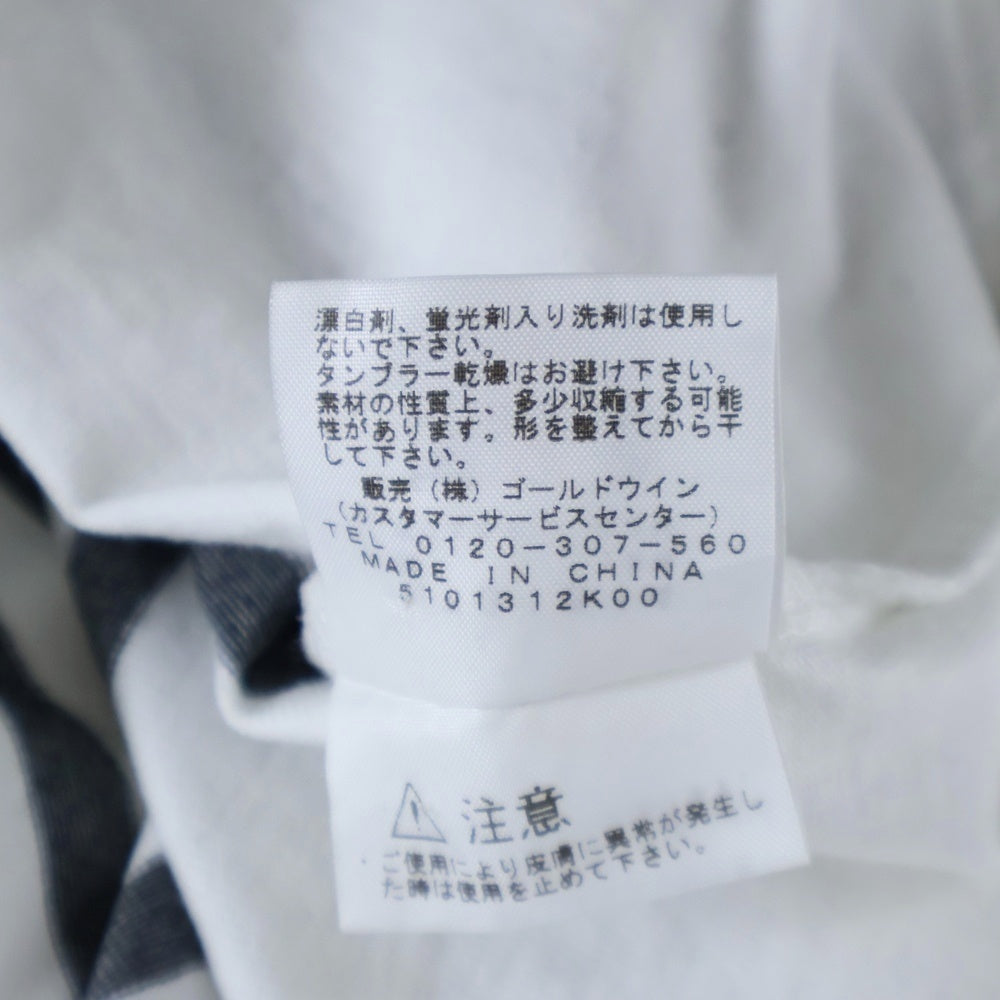 漂白剤、蛍光剤入り洗剤は使用し
ないで下さい。
タンブラー乾燥はお避け下さい。
素材の性質上、多少収縮する可能
性があります。形を整えてから干
して下さい。
販売（株）ゴールドウイン
（カスタマーサービスセンター）
TEL 0120-307-560
MADE IN CHINA
5101312K00
注意
ご使用により皮膚に異常が発生し
た時は使用を止めて下さい。